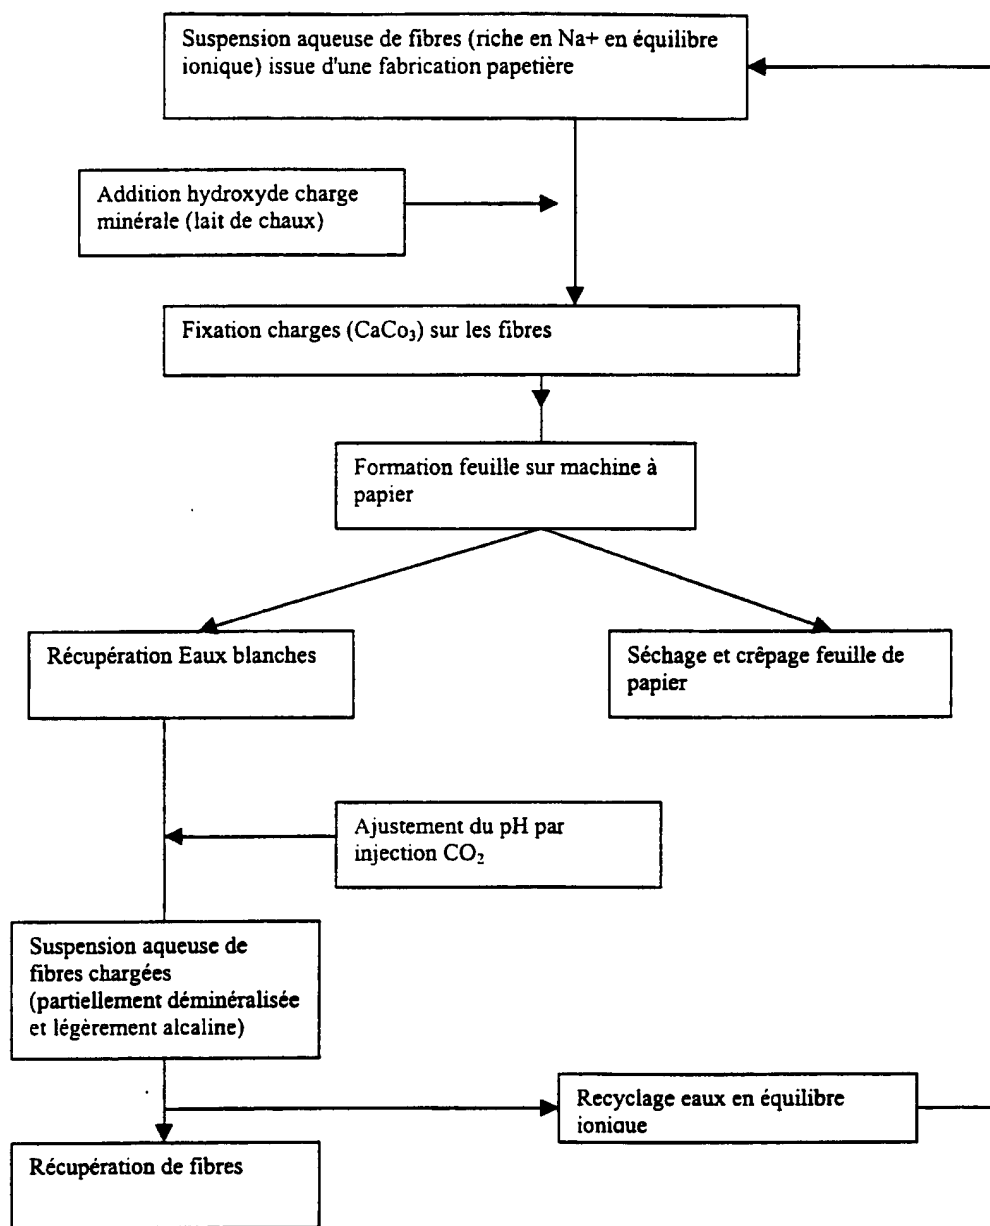 Suspension aqueuse de fibres (riche en Na+ en équilibre
ionique) issue d'une fabrication papetière
Addition hydroxyde charge
minérale (lait de chaux)
Fixation charges (CaCo₃) sur les fibres
Formation feuille sur machine à
papier
Récupération Eaux blanches
Séchage et crêpage feuille de
papier
Ajustement du pH par
injection CO₂
Suspension aqueuse de
fibres chargées
(partiellement déminéralisée
et légèrement alcaline)
Recyclage eaux en équilibre
ionique
Récupération de fibres